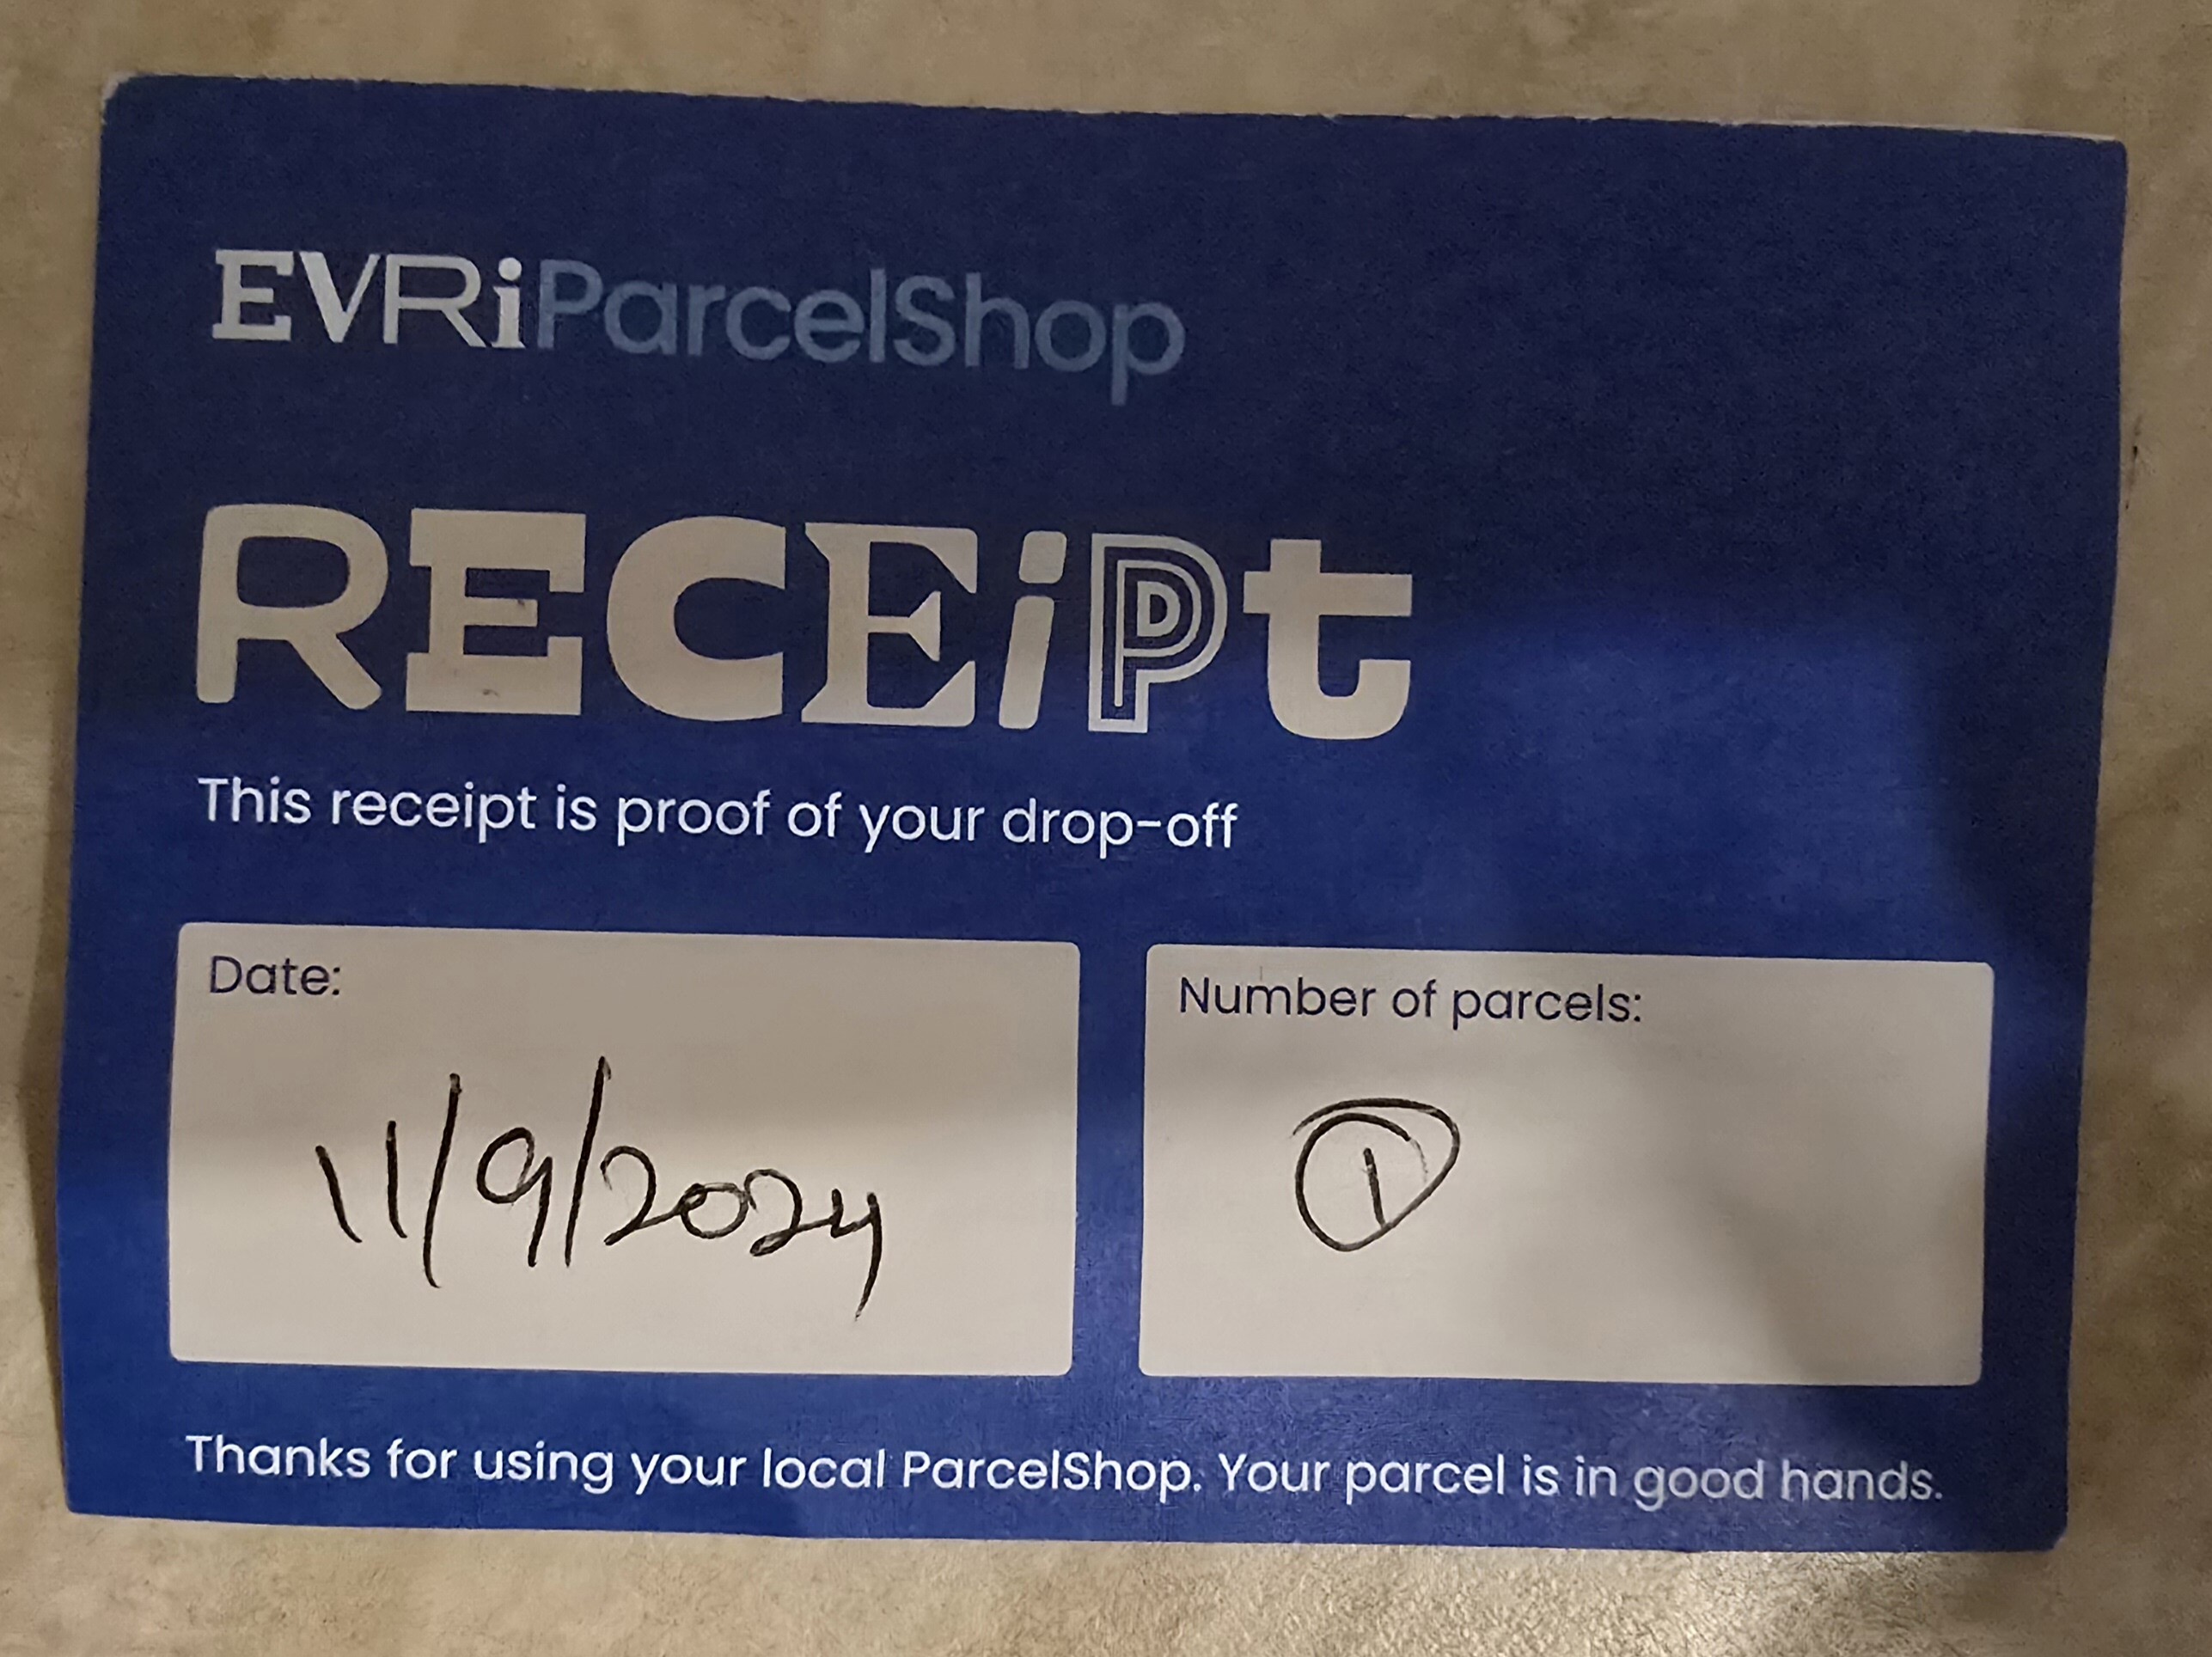 EVRi ParcelShop
RECEiPt
This receipt is proof of your drop-off
Date:
11/9/2024
Number of parcels:
1
Thanks for using your local ParcelShop. Your parcel is in good hands.